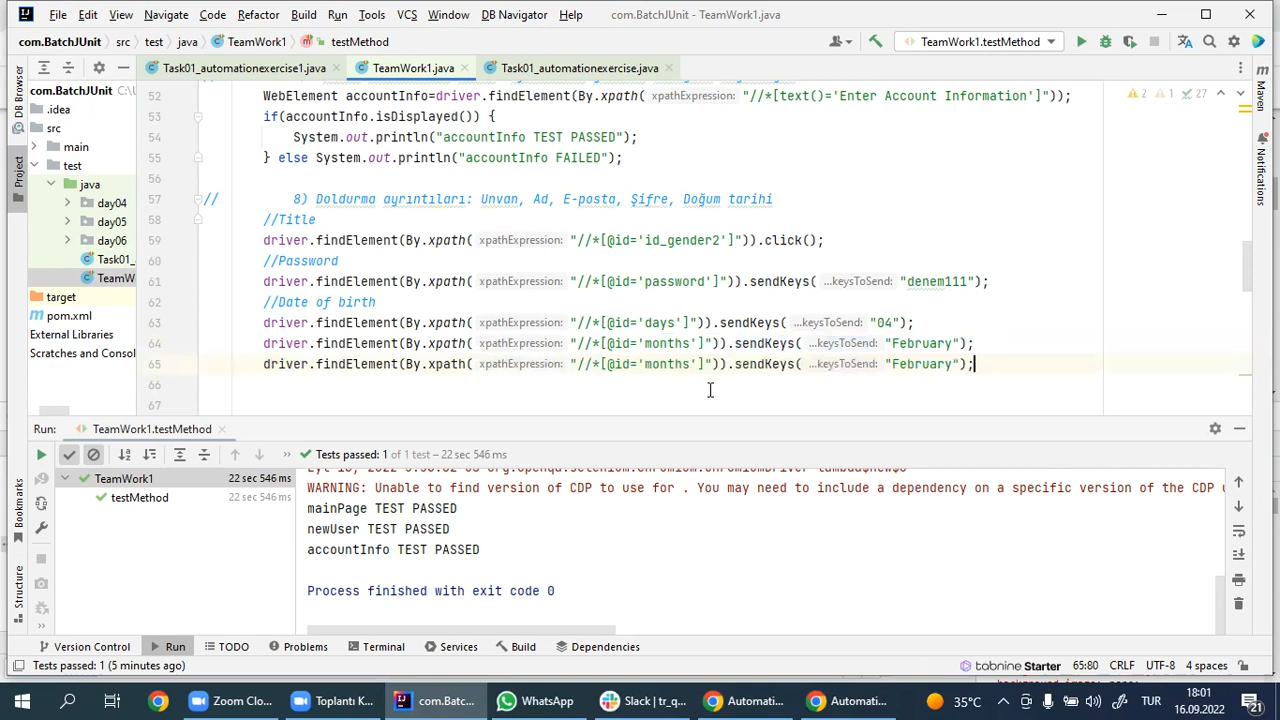 File Edit View Navigate Code Refactor Build Run Tools VCS Window DB Navigator Help com.BatchJUnit - TeamWork1.java
com.BatchJUnit src test java TeamWork1 testMethod TeamWork1.testMethod
Task01_automationexercise1.java TeamWork1.java Task01_automationexercise.java
DB Browser
Project
Bookmarks
Structure
Maven
Notifications
com.BatchJUnit C:\U
.idea
src
main
test
java
day04
day05
day06
Task01_
TeamW
target
pom.xml
External Libraries
Scratches and Consol
2 1 27
52 WebElement accountInfo=driver.findElement(By.xpath( xpathExpression: "//*[text()='Enter Account Information']"));
53 if(accountInfo.isDisplayed()) {
54 System.out.println("accountInfo TEST PASSED");
55 } else System.out.println("accountInfo FAILED");
56
57 // 8) Doldurma ayrıntıları: Unvan, Ad, E-posta, Şifre, Doğum tarihi
58 //Title
59 driver.findElement(By.xpath( xpathExpression: "//*[@id='id_gender2']")).click();
60 //Password
61 driver.findElement(By.xpath( xpathExpression: "//*[@id='password']")).sendKeys( ...keysToSend: "denem111");
62 //Date of birth
63 driver.findElement(By.xpath( xpathExpression: "//*[@id='days']")).sendKeys( ...keysToSend: "04");
64 driver.findElement(By.xpath( xpathExpression: "//*[@id='months']")).sendKeys( ...keysToSend: "February");
65 driver.findElement(By.xpath( xpathExpression: "//*[@id='months']")).sendKeys( ...keysToSend: "February");
66
67
Run: TeamWork1.testMethod
Tests passed: 1 of 1 test – 22 sec 546 ms
TeamWork1 22 sec 546 ms
testMethod 22 sec 546 ms
WARNING: Unable to find version of CDP to use for . You may need to include a dependency on a specific version of the CDP u
mainPage TEST PASSED
newUser TEST PASSED
accountInfo TEST PASSED
Process finished with exit code 0
Version Control Run TODO Problems Terminal Services Build Dependencies
Tests passed: 1 (5 minutes ago) tabnine Starter 65:80 CRLF UTF-8 4 spaces
Zoom Clo... Toplantı K... com.Batc... WhatsApp Slack | tr_q... Automati... Automati... 35°C TUR 18:01
16.09.2022 21